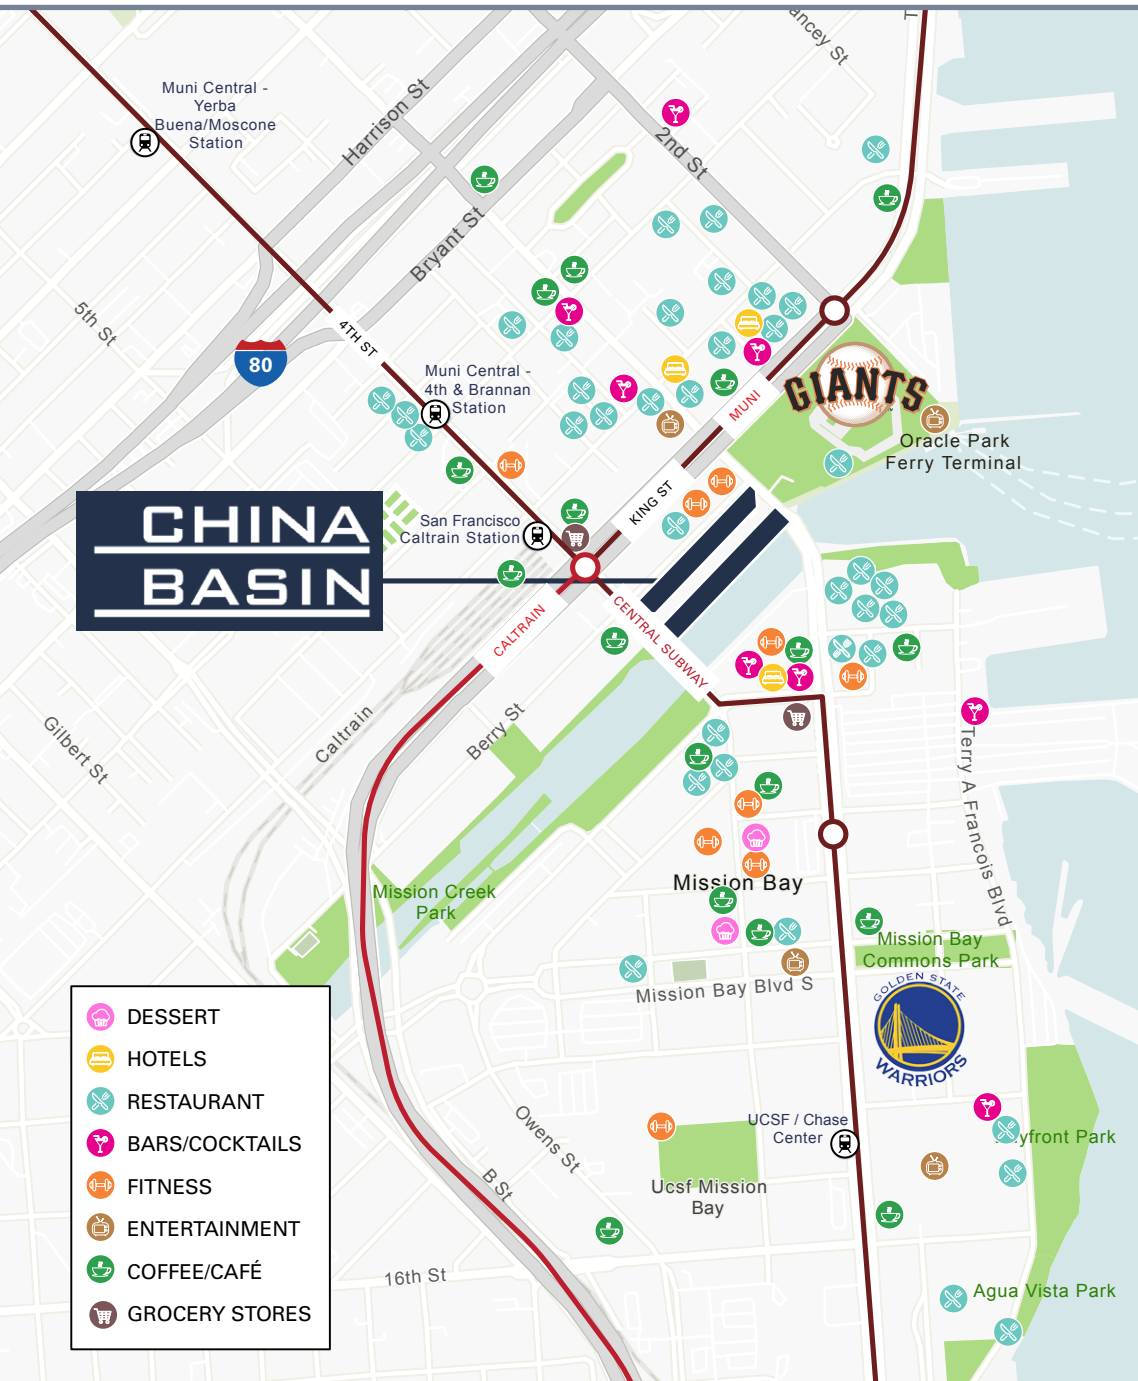 T
ancey St
Muni Central -
Yerba
Buena/Moscone
Station
Harrison St
2nd St
Bryant St
5th St
80
4TH ST
Muni Central -
4th & Brannan
Station
GIANTS
MUNI
Oracle Park
Ferry Terminal
KING ST
CHINA
BASIN
San Francisco
Caltrain Station
CALTRAIN
CENTRAL SUBWAY
Gilbert St
Caltrain
Berry St
Terry A Francois Blvd
Mission Creek
Park
Mission Bay
Mission Bay
Commons Park
Mission Bay Blvd S
GOLDEN STATE
WARRIORS
DESSERT
HOTELS
RESTAURANT
BARS/COCKTAILS
FITNESS
ENTERTAINMENT
COFFEE/CAFÉ
GROCERY STORES
Owens St
UCSF / Chase
Center
yfront Park
B St
Ucsf Mission
Bay
16th St
Agua Vista Park